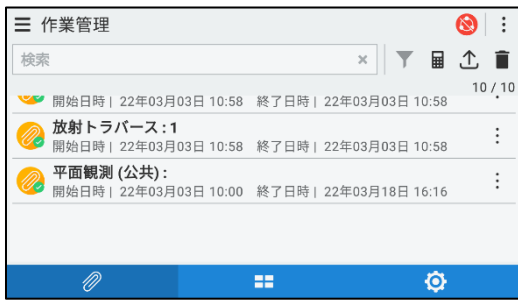 作業管理
検索
10 / 10
開始日時 | 22年03月03日 10:58 終了日時 | 22年03月03日 10:58
放射トラバース : 1
開始日時 | 22年03月03日 10:58 終了日時 | 22年03月03日 10:58
平面観測 (公共) :
開始日時 | 22年03月03日 10:00 終了日時 | 22年03月18日 16:16